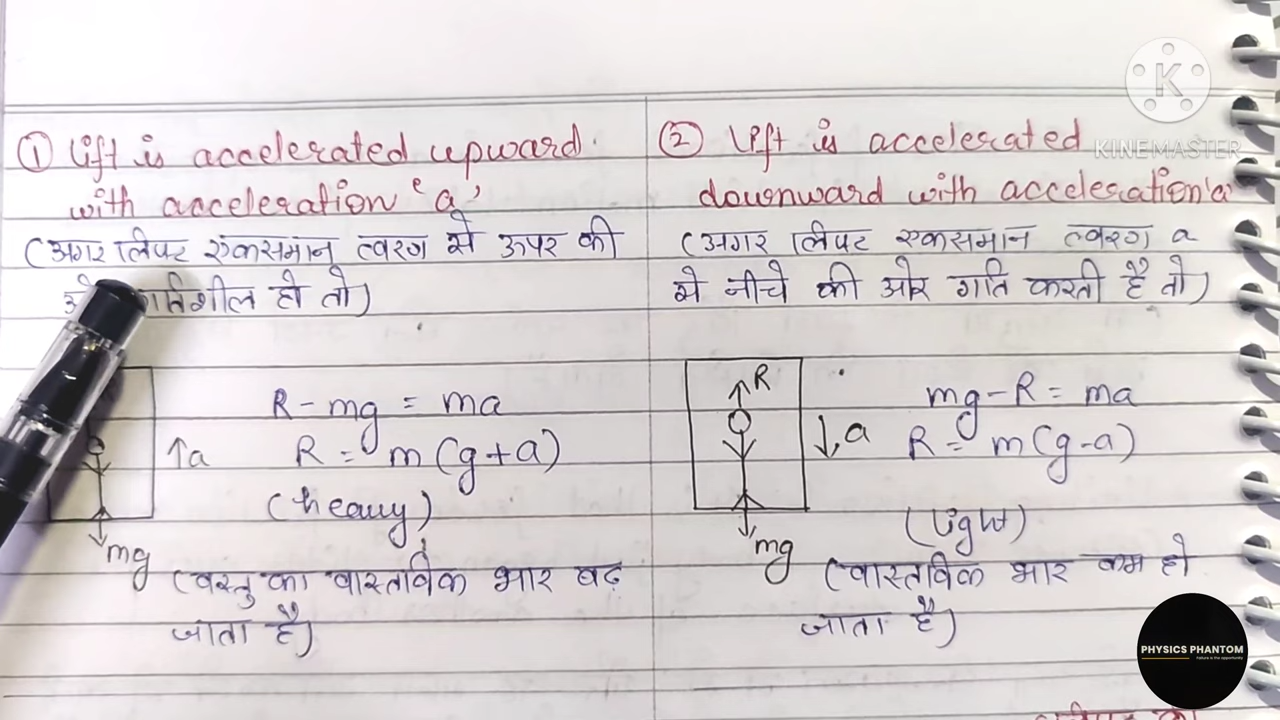 ① Lift is accelerated upward
with acceleration 'a'
(अगर लिफ्ट एकसमान त्वरण से ऊपर की
हो तो)
R - mg = ma
R = m(g+a)
↑a
(heavy)
mg
(वस्तु का वास्तविक भार बढ़
जाता है)
② Lift is accelerated
downward with acceleration 'a'
(अगर लिफ्ट एकसमान त्वरण a
से नीचे की ओर गति करती है तो)
R
mg - R = ma
↓a
R = m(g-a)
(Light)
mg
(वास्तविक भार कम हो
जाता है)
K
KINEMASTER
PHYSICS PHANTOM